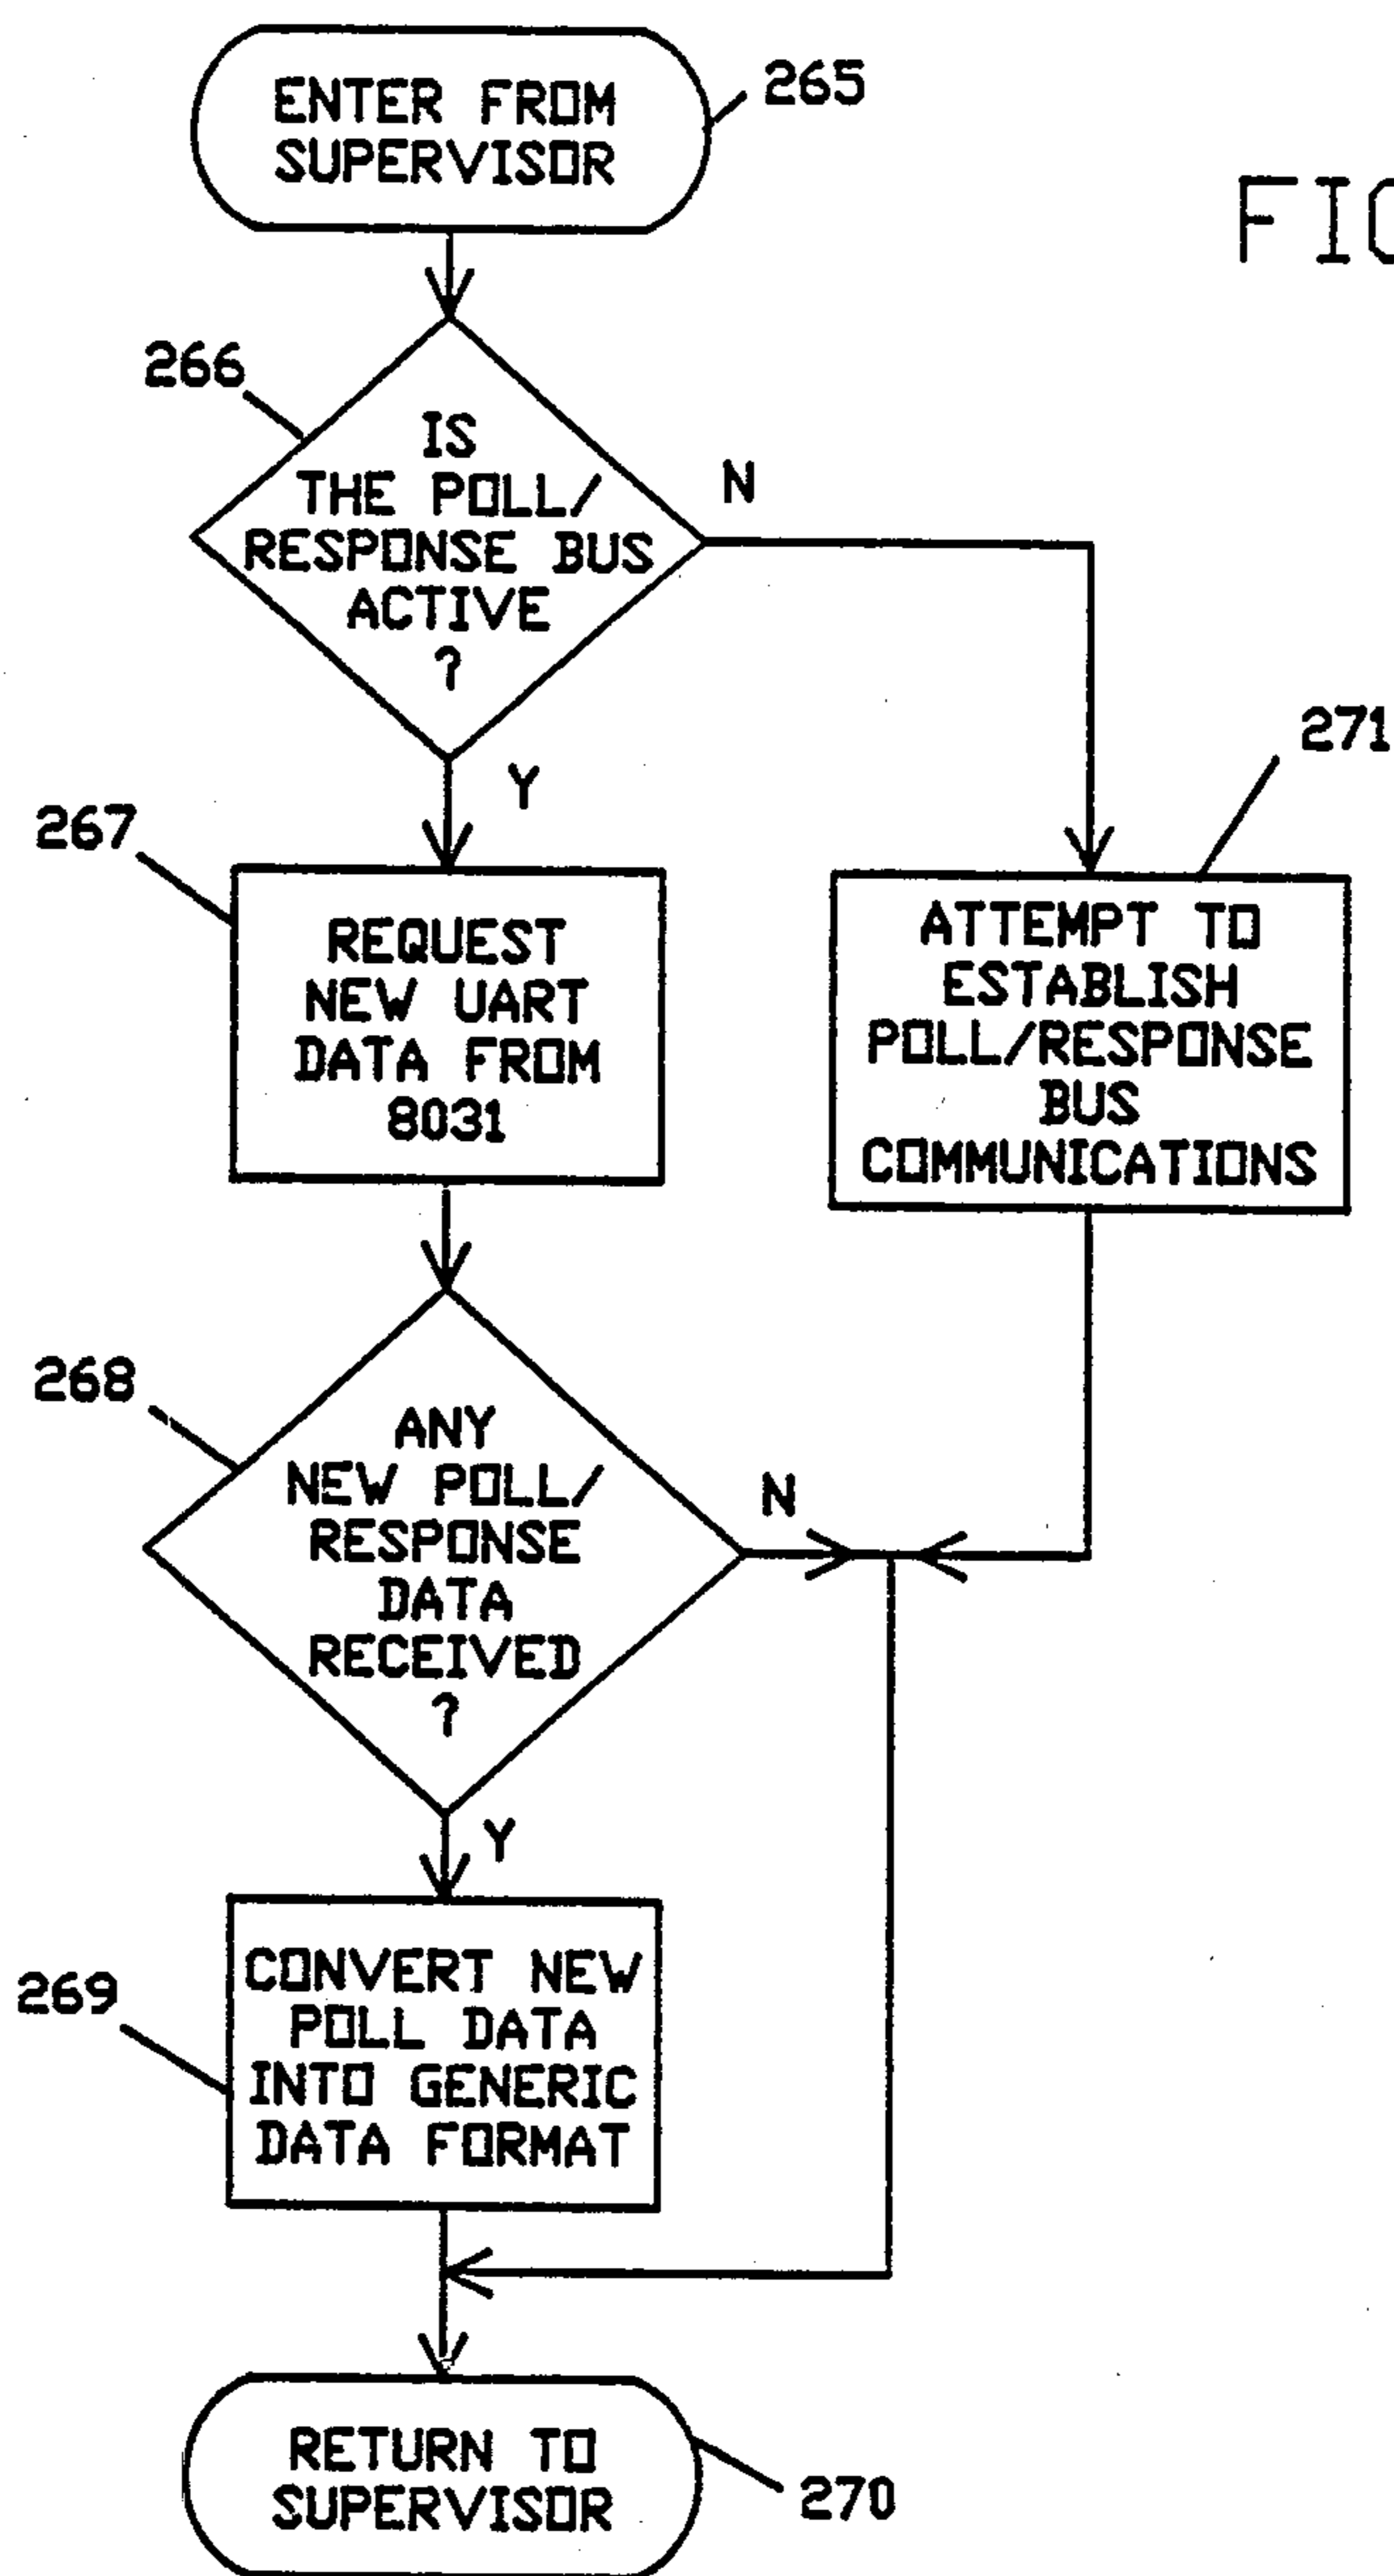 ENTER FROM
SUPERVISOR
265
266
IS
THE POLL/
RESPONSE BUS
ACTIVE
?
N
Y
267
REQUEST
NEW UART
DATA FROM
8031
271
ATTEMPT TO
ESTABLISH
POLL/RESPONSE
BUS
COMMUNICATIONS
268
ANY
NEW POLL/
RESPONSE
DATA
RECEIVED
?
N
Y
269
CONVERT NEW
POLL DATA
INTO GENERIC
DATA FORMAT
RETURN TO
SUPERVISOR
270